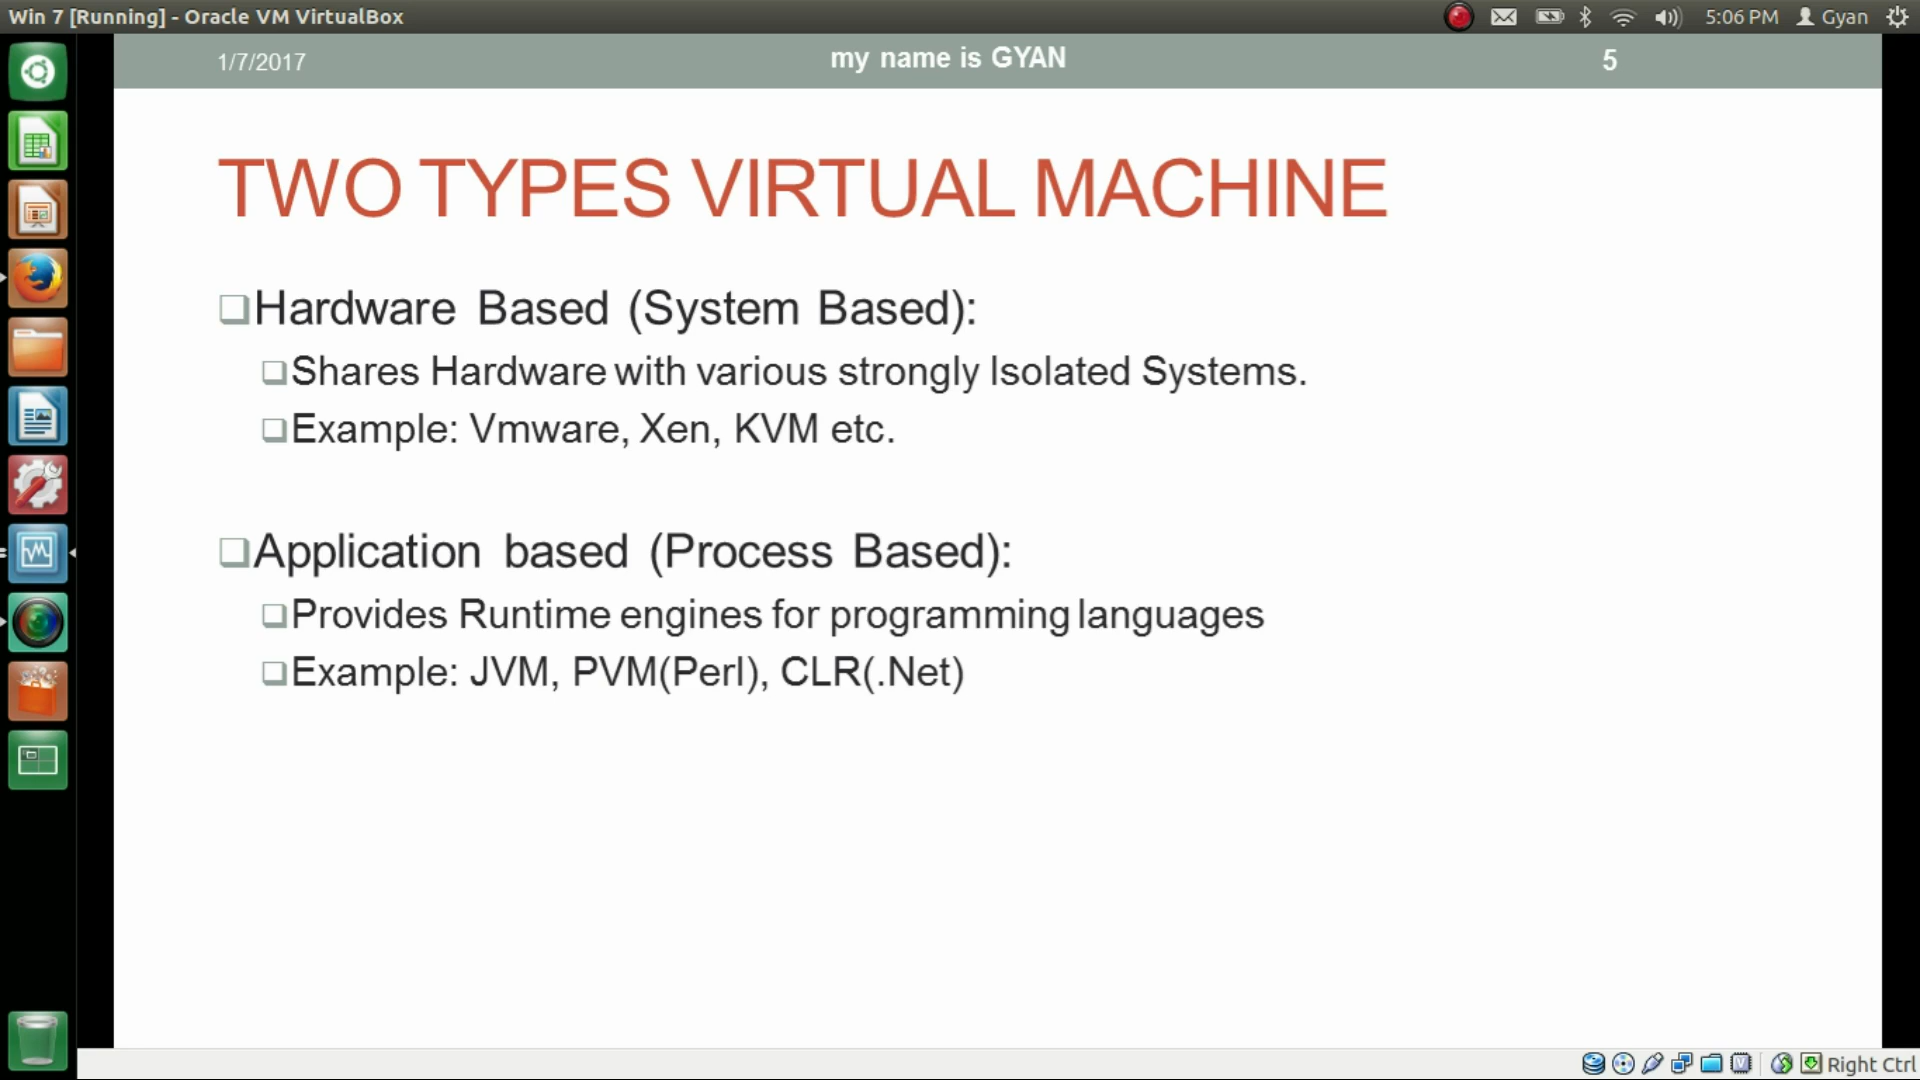 Win 7 [Running] - Oracle VM VirtualBox
5:06 PM
Gyan
1/7/2017
my name is GYAN
5
TWO TYPES VIRTUAL MACHINE
Hardware Based (System Based):
Shares Hardware with various strongly Isolated Systems.
Example: Vmware, Xen, KVM etc.
Application based (Process Based):
Provides Runtime engines for programming languages
Example: JVM, PVM(Perl), CLR(.Net)
Right Ctrl